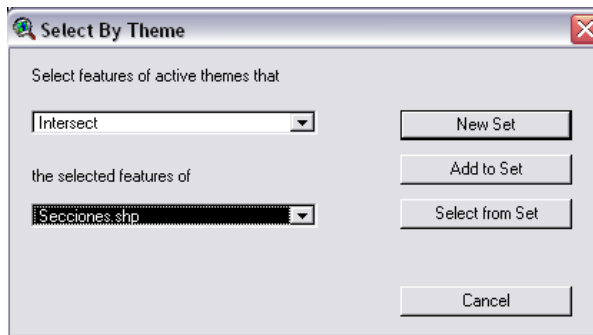 Select By Theme
Select features of active themes that
Intersect
New Set
Add to Set
the selected features of
Secciones.shp
Select from Set
Cancel